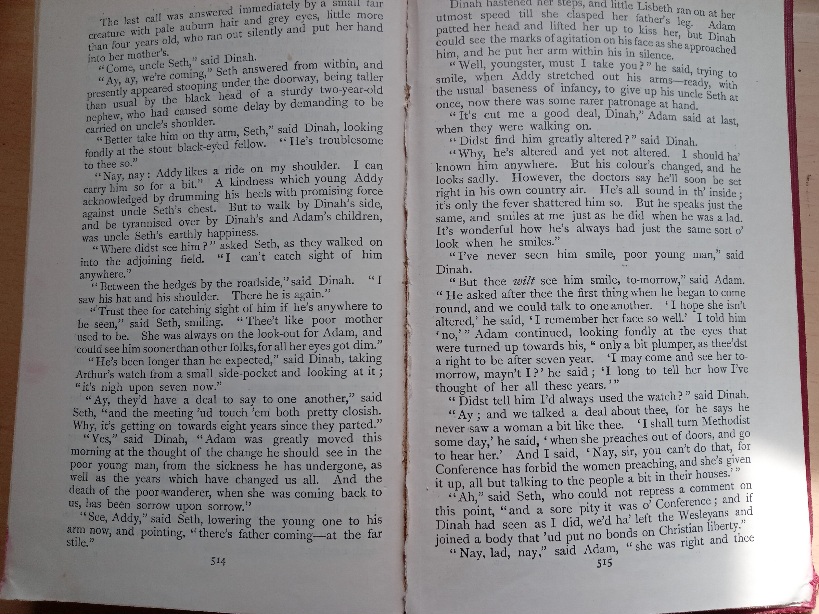 The last call was answered immediately by a small fair
creature with pale auburn hair and grey eyes, little more
than four years old, who ran out silently and put her hand
into her mother's.
"Come, uncle Seth," said Dinah.
"Ay, ay, we're coming," Seth answered from within, and
presently appeared stooping under the doorway, being taller
than usual by the black head of a sturdy two-year-old
nephew, who had caused some delay by demanding to be
carried on uncle's shoulder.
"Better take him on thy arm, Seth," said Dinah, looking
fondly at the stout black-eyed fellow. "He's troublesome
to thee so."
"Nay, nay: Addy likes a ride on my shoulder. I can
carry him so for a bit." A kindness which young Addy
acknowledged by drumming his heels with promising force
against uncle Seth's chest. But to walk by Dinah's side,
and be tyrannised over by Dinah's and Adam's children,
was uncle Seth's earthly happiness.
"Where didst see him?" asked Seth, as they walked on
into the adjoining field. "I can't catch sight of him
anywhere."
"Between the hedges by the roadside," said Dinah. "I
saw his hat and his shoulder. There he is again."
"Trust thee for catching sight of him if he's anywhere to
be seen," said Seth, smiling. "Thee't like poor mother
used to be. She was always on the look-out for Adam, and
could see him sooner than other folks, for all her eyes got dim."
"He's been longer than he expected," said Dinah, taking
Arthur's watch from a small side-pocket and looking at it;
"it's nigh upon seven now."
"Ay, they'd have a deal to say to one another," said
Seth, "and the meeting 'ud touch 'em both pretty closish.
Why, it's getting on towards eight years since they parted."
"Yes," said Dinah, "Adam was greatly moved this
morning at the thought of the change he should see in the
poor young man, from the sickness he has undergone, as
well as the years which have changed us all. And the
death of the poor wanderer, when she was coming back to
us, has been sorrow upon sorrow."
"See, Addy," said Seth, lowering the young one to his
arm now, and pointing, "there's father coming—at the far
stile."
514
Dinah hastened her steps, and little Lisbeth ran on at her
utmost speed till she clasped her father's leg. Adam
patted her head and lifted her up to kiss her, but Dinah
could see the marks of agitation on his face as she approached
him, and he put her arm within his in silence.
"Well, youngster, must I take you?" he said, trying to
smile, when Addy stretched out his arms—ready, with
the usual baseness of infancy, to give up his uncle Seth at
once, now there was some rarer patronage at hand.
"It's cut me a good deal, Dinah," Adam said at last,
when they were walking on.
"Didst find him greatly altered?" said Dinah.
"Why, he's altered and yet not altered. I should ha'
known him anywhere. But his colour's changed, and he
looks sadly. However, the doctors say he'll soon be set
right in his own country air. He's all sound in th' inside;
it's only the fever shattered him so. But he speaks just the
same, and smiles at me just as he did when he was a lad.
It's wonderful how he's always had just the same sort o'
look when he smiles."
"I've never seen him smile, poor young man," said
Dinah.
"But thee wilt see him smile, to-morrow," said Adam.
"He asked after thee the first thing when he began to come
round, and we could talk to one another. 'I hope she isn't
altered,' he said, 'I remember her face so well.' I told him
'no,'" Adam continued, looking fondly at the eyes that
were turned up towards his, "only a bit plumper, as thee'dst
a right to be after seven year. 'I may come and see her to-
morrow, mayn't I?' he said; 'I long to tell her how I've
thought of her all these years.'"
"Didst tell him I'd always used the watch?" said Dinah.
"Ay; and we talked a deal about thee, for he says he
never saw a woman a bit like thee. 'I shall turn Methodist
some day,' he said, 'when she preaches out of doors, and go
to hear her.' And I said, 'Nay, sir, you can't do that, for
Conference has forbid the women preaching, and she's given
it up, all but talking to the people a bit in their houses.'"
"Ah," said Seth, who could not repress a comment on
this point, "and a sore pity it was o' Conference; and if
Dinah had seen as I did, we'd ha' left the Wesleyans and
joined a body that 'ud put no bonds on Christian liberty."
"Nay, lad, nay," said Adam, "she was right and thee
515